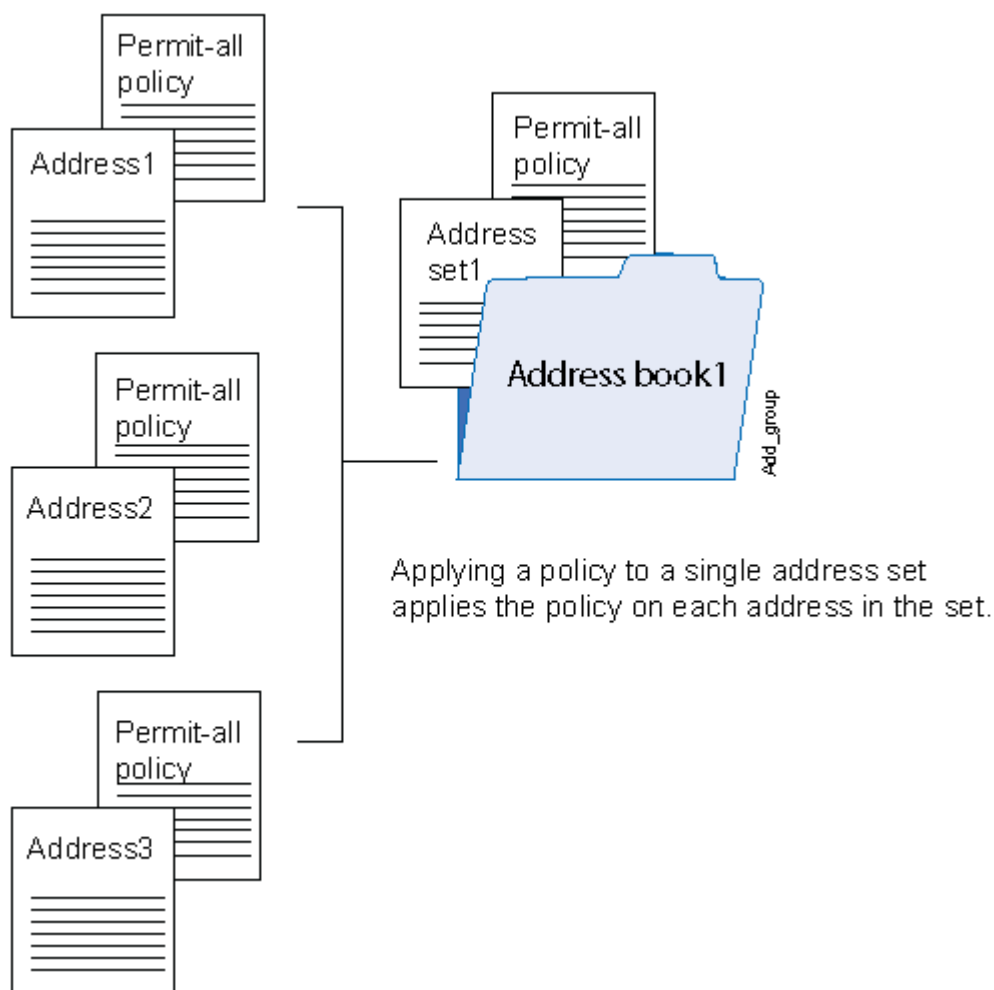 Permit-all
policy
Address1
Permit-all
policy
Address2
Permit-all
policy
Address3
Permit-all
policy
Address
set1
Address book1
Add_group
Applying a policy to a single address set
applies the policy on each address in the set.